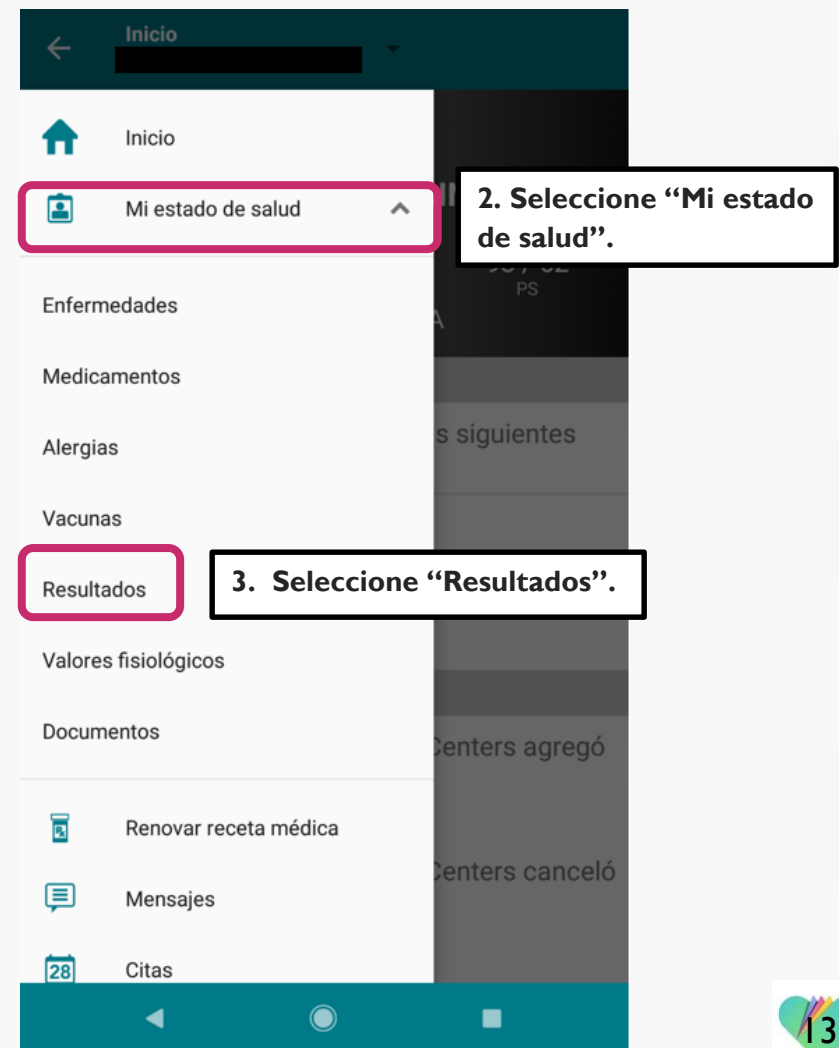 Inicio
Inicio
Mi estado de salud
2. Seleccione “Mi estado
de salud”.
PS
A
Enfermedades
Medicamentos
s siguientes
Alergias
Vacunas
Resultados
3. Seleccione “Resultados”.
Valores fisiológicos
Documentos
Centers agregó
Renovar receta médica
Centers canceló
Mensajes
28
Citas
13